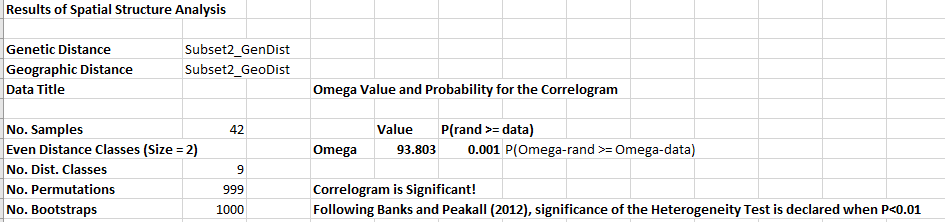 Results of Spatial Structure Analysis
Genetic Distance Subset2_GenDist
Geographic Distance Subset2_GeoDist
Data Title Omega Value and Probability for the Correlogram
No. Samples 42 Value P(rand >= data)
Even Distance Classes (Size = 2) Omega 93.803 0.001 P(Omega-rand >= Omega-data)
No. Dist. Classes 9
No. Permutations 999 Correlogram is Significant!
No. Bootstraps 1000 Following Banks and Peakall (2012), significance of the Heterogeneity Test is declared when P<0.01